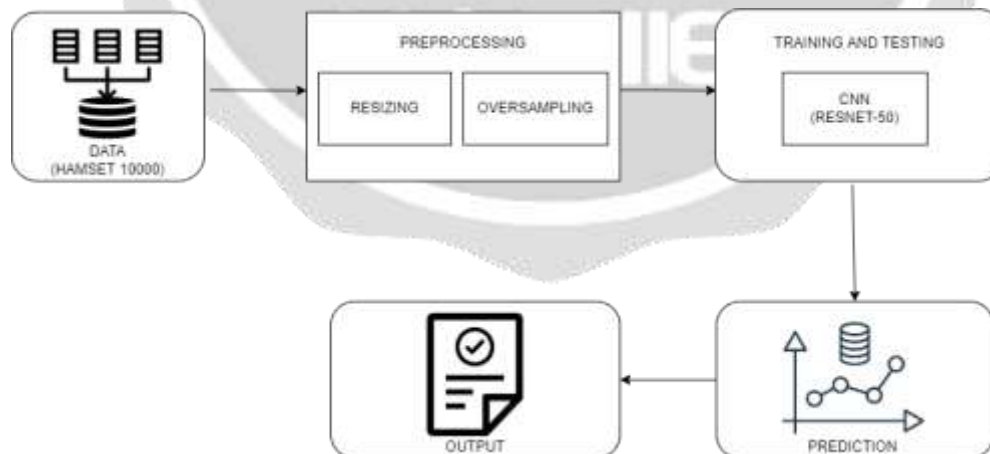 DATA
(HAMSET 10000)
PREPROCESSING
RESIZING
OVERSAMPLING
TRAINING AND TESTING
CNN
(RESNET-50)
PREDICTION
OUTPUT